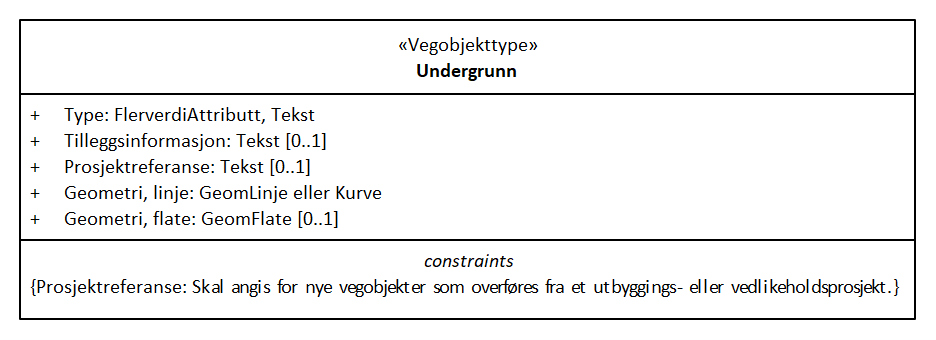 «Vegobjekttype»
Undergrunn
+ Type: FlerverdiAttributt, Tekst
+ Tilleggsinformasjon: Tekst [0..1]
+ Prosjektreferanse: Tekst [0..1]
+ Geometri, linje: GeomLinje eller Kurve
+ Geometri, flate: GeomFlate [0..1]
constraints
{Prosjektreferanse: Skal angis for nye vegobjekter som overføres fra et utbyggings- eller vedlikeholdsprosjekt.}